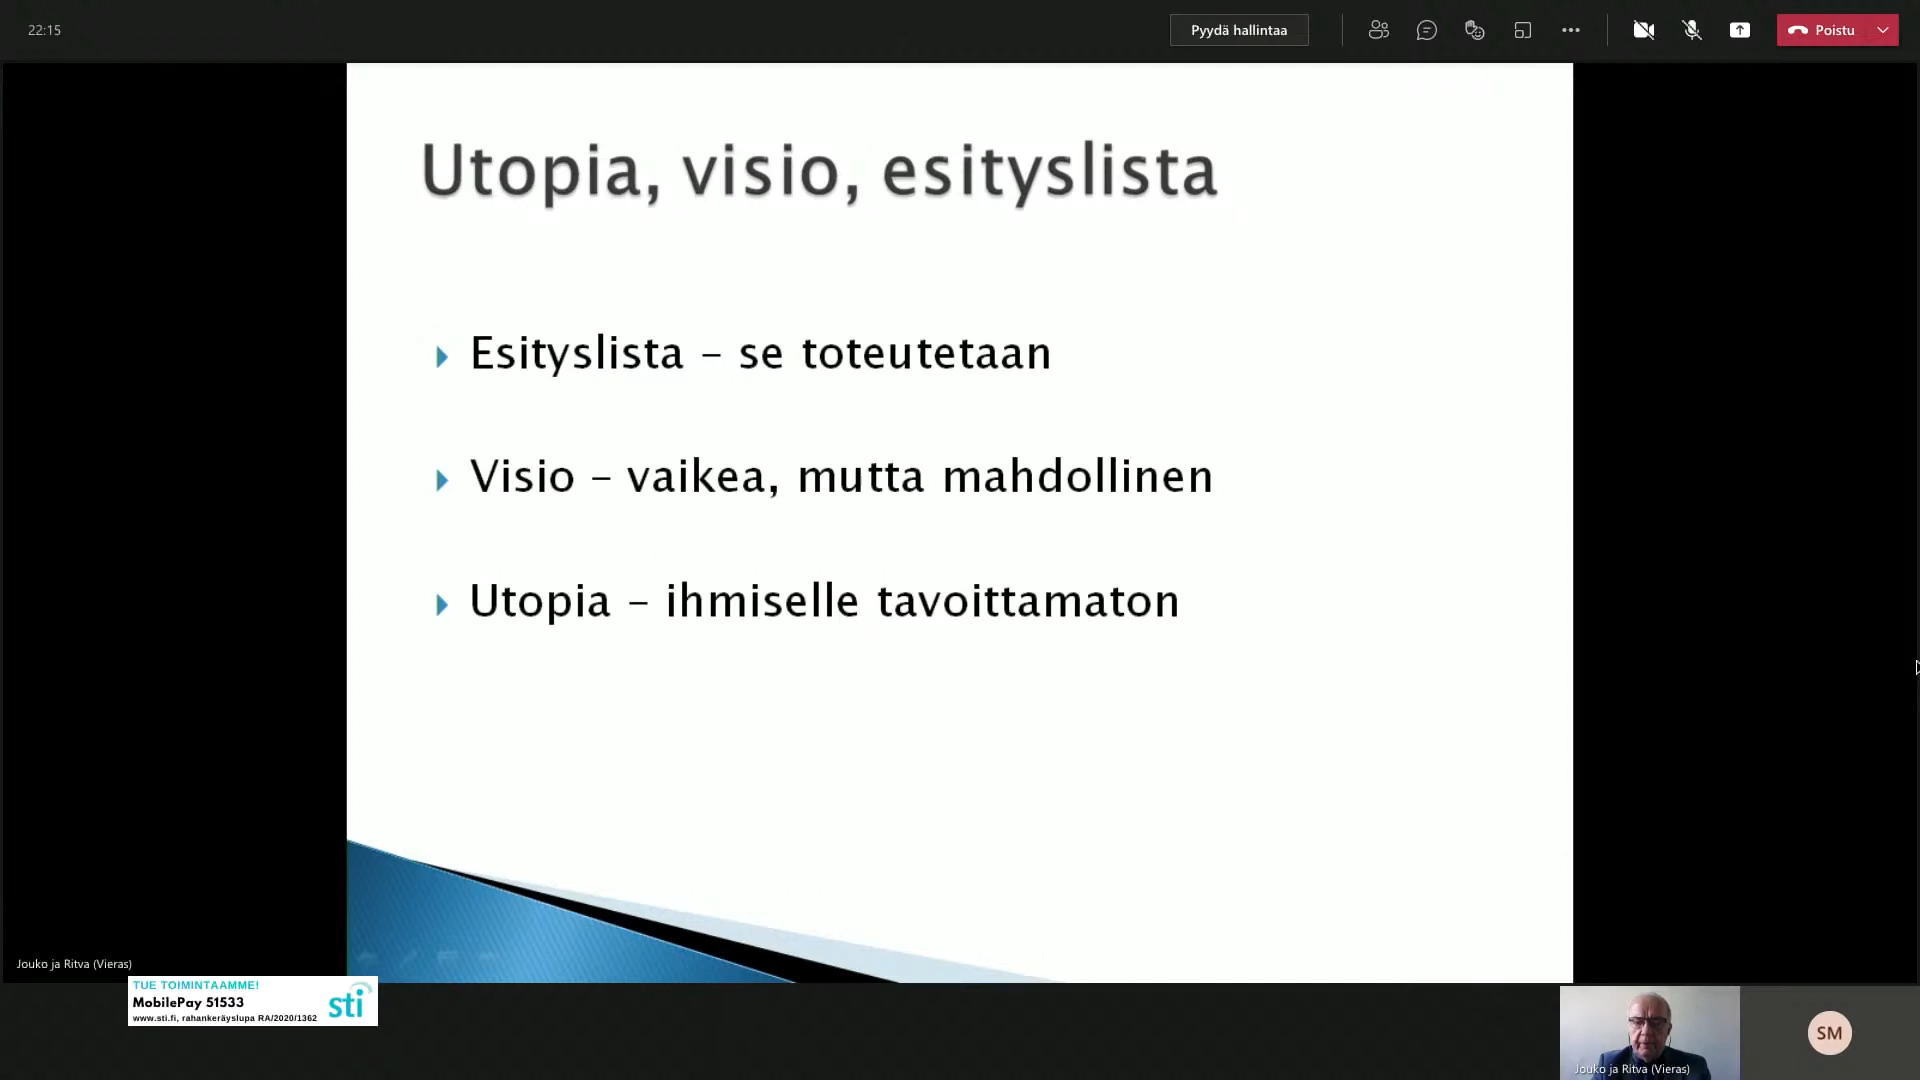 22:15
Pyydä hallintaa
Poistu
Utopia, visio, esityslista
Esityslista – se toteutetaan
Visio – vaikea, mutta mahdollinen
Utopia – ihmiselle tavoittamaton
Jouko ja Ritva (Vieras)
TUE TOIMINTAAMME!
MobilePay 51533
www.sti.fi, rahankeräyslupa RA/2020/1362
sti
Jouko ja Ritva (Vieras)
SM